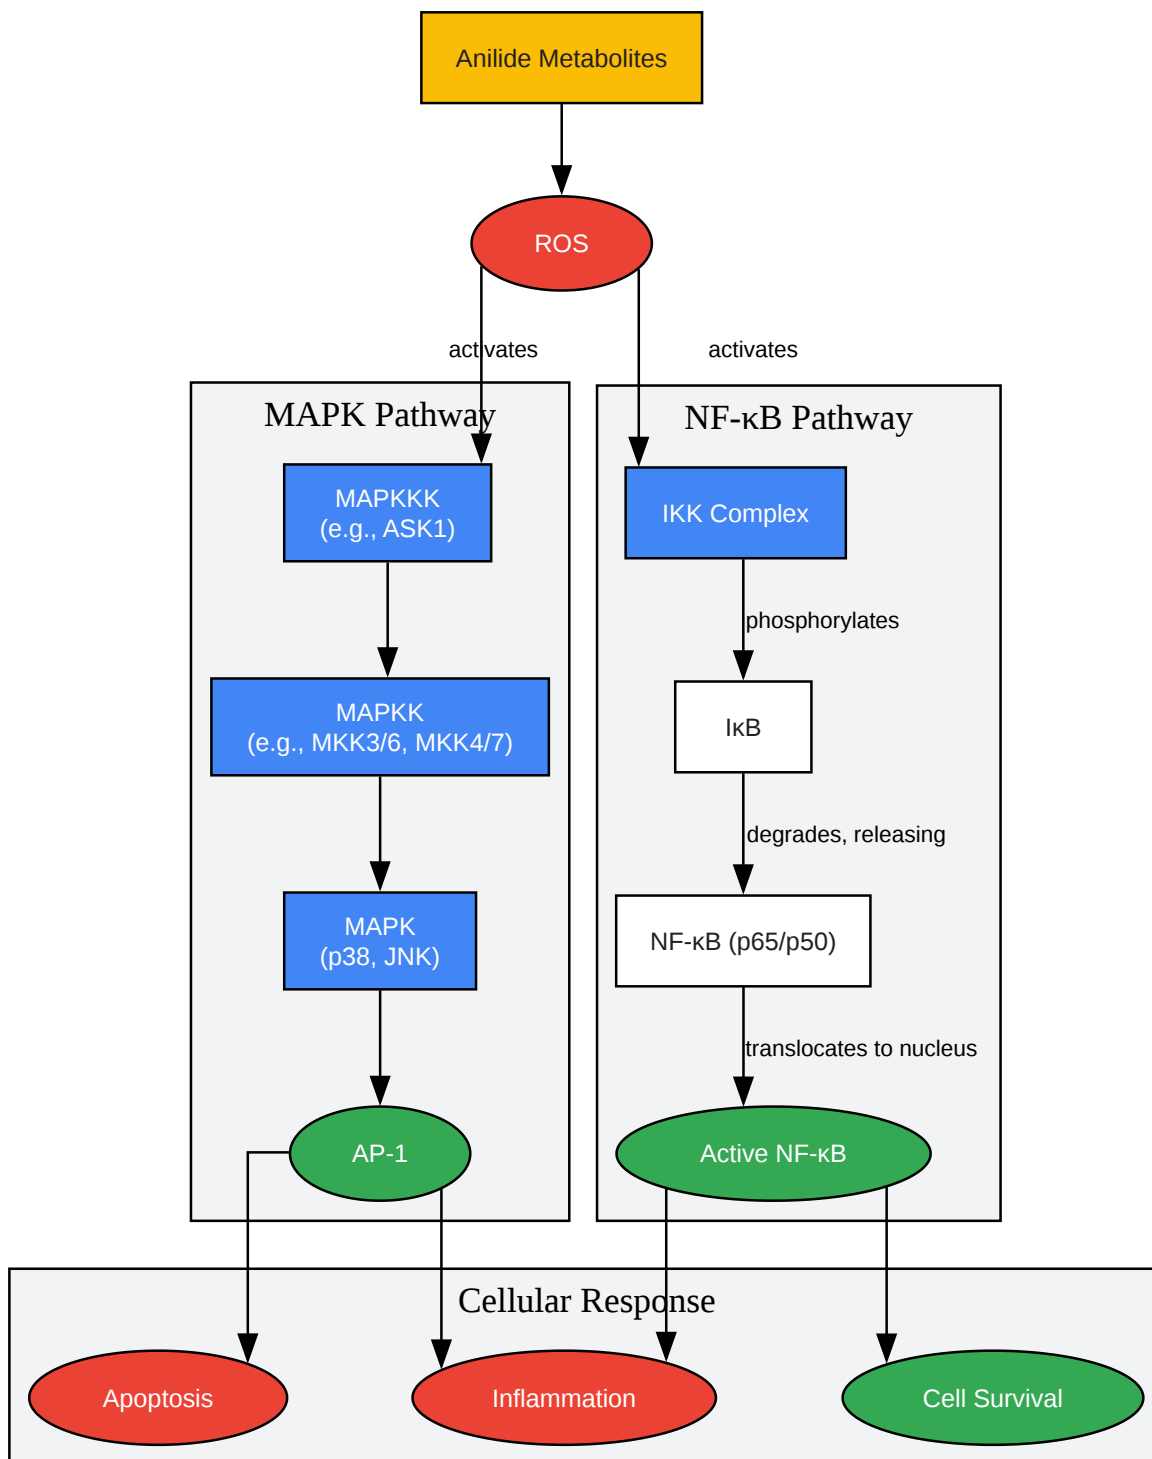 Anilide Metabolites
ROS
activates
activates
MAPK Pathway
NF-κB Pathway
MAPKKK
(e.g., ASK1)
IKK Complex
phosphorylates
MAPKK
(e.g., MKK3/6, MKK4/7)
IκB
degrades, releasing
MAPK
(p38, JNK)
NF-κB (p65/p50)
translocates to nucleus
AP-1
Active NF-κB
Cellular Response
Apoptosis
Inflammation
Cell Survival